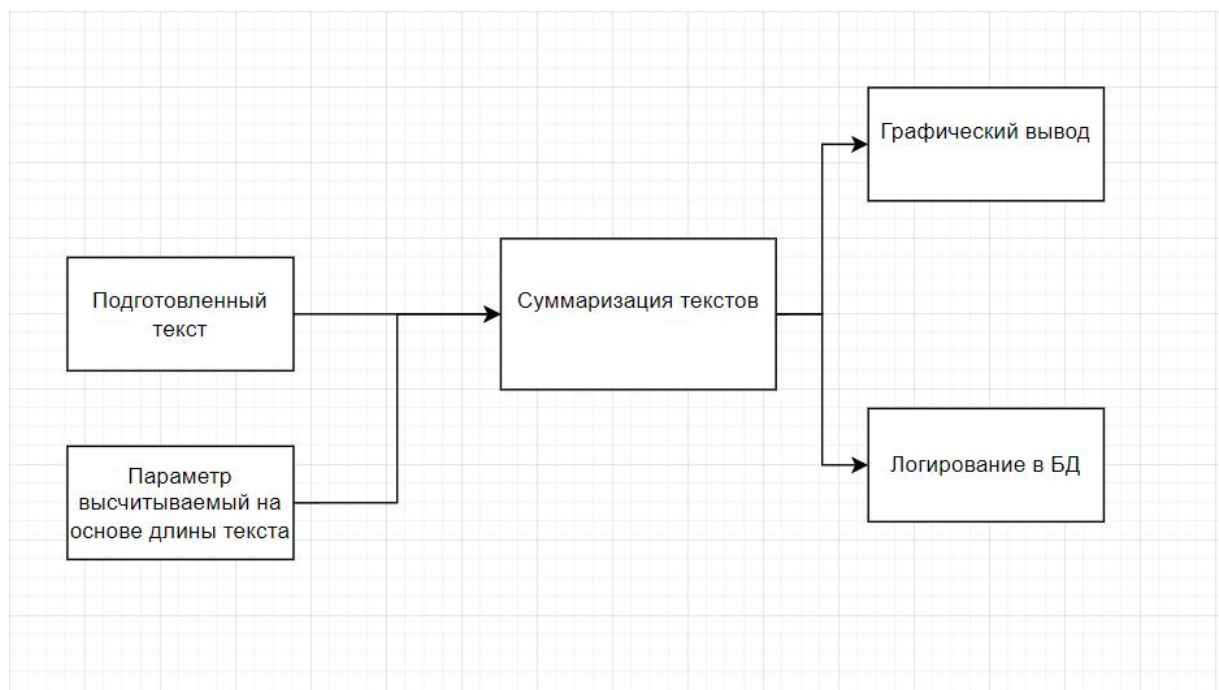 Графический вывод
Подготовленный
текст
Суммаризация текстов
Параметр
высчитываемый на
основе длины текста
Логирование в БД